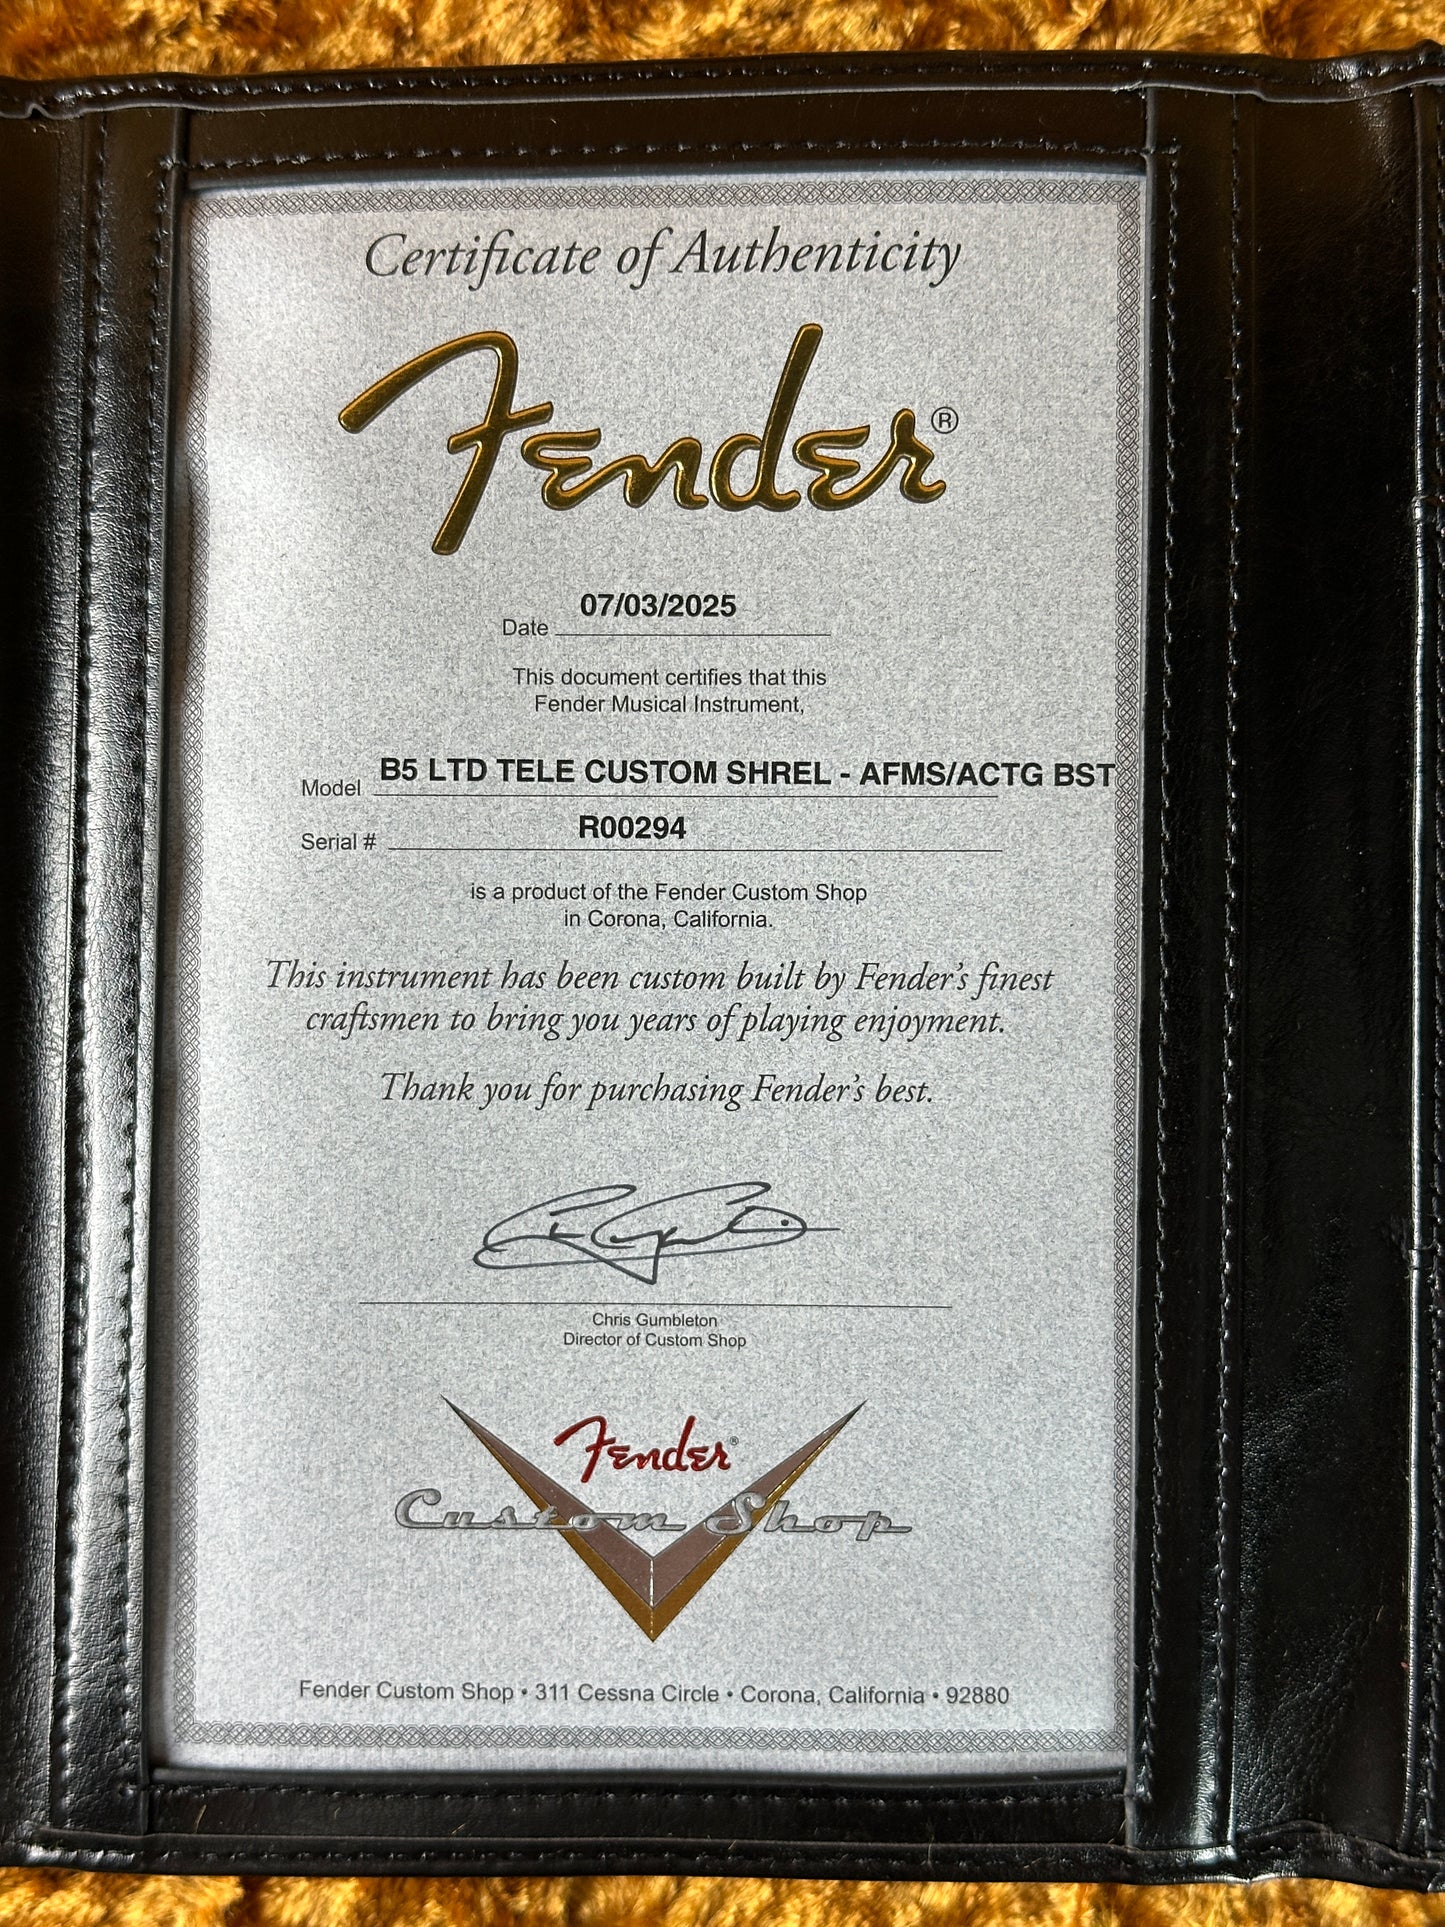 Certificate of Authenticity
Fender®
Date 07/03/2025
This document certifies that this
Fender Musical Instrument,
Model B5 LTD TELE CUSTOM SHREL - AFMS/ACTG BST
Serial # R00294
is a product of the Fender Custom Shop
in Corona, California.
This instrument has been custom built by Fender's finest
craftsmen to bring you years of playing enjoyment.
Thank you for purchasing Fender's best.
Chris Gumbleton
Director of Custom Shop
Fender®
Custom Shop
Fender Custom Shop • 311 Cessna Circle • Corona, California • 92880